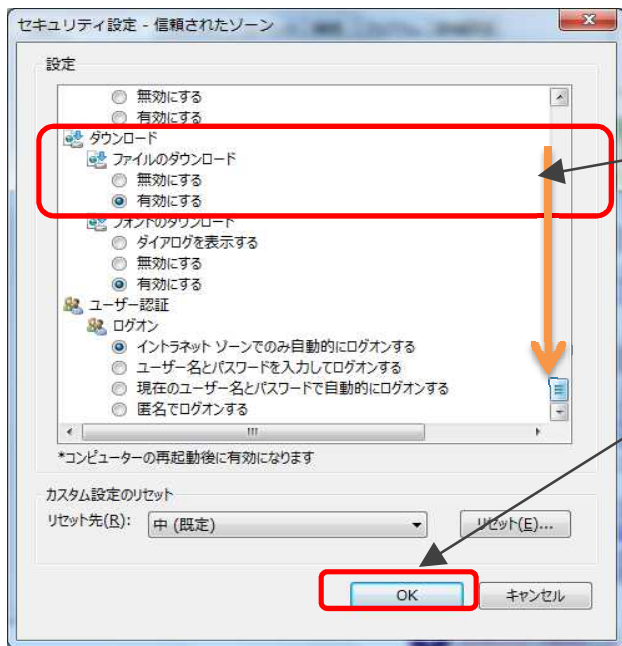 セキュリティ設定 - 信頼されたゾーン
設定
無効にする
有効にする
ダウンロード
ファイルのダウンロード
無効にする
有効にする
フォントのダウンロード
ダイアログを表示する
無効にする
有効にする
ユーザー認証
ログオン
イントラネット ゾーンでのみ自動的にログオンする
ユーザー名とパスワードを入力してログオンする
現在のユーザー名とパスワードで自動的にログオンする
匿名でログオンする
*コンピューターの再起動後に有効になります
カスタム設定のリセット
リセット先(R): 中 (既定) リセット(E)...
OK キャンセル